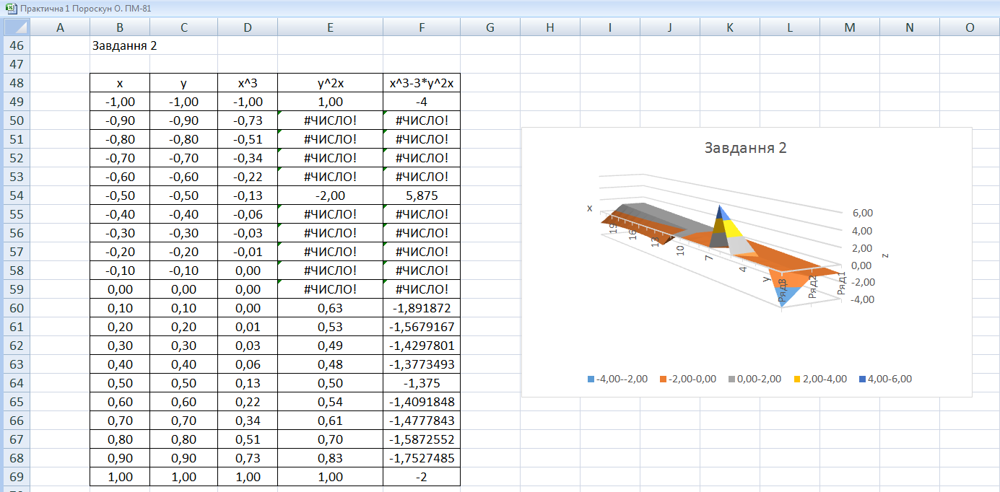 Практична 1 Пороскун О. ПМ-81
A B C D E F G H I J K L M N O
46 Завдання 2
47
48 x y x^3 y^2x x^3-3*y^2x
49 -1,00 -1,00 -1,00 1,00 -4
50 -0,90 -0,90 -0,73 #ЧИСЛО! #ЧИСЛО!
51 -0,80 -0,80 -0,51 #ЧИСЛО! #ЧИСЛО!
52 -0,70 -0,70 -0,34 #ЧИСЛО! #ЧИСЛО!
53 -0,60 -0,60 -0,22 #ЧИСЛО! #ЧИСЛО!
54 -0,50 -0,50 -0,13 -2,00 5,875
55 -0,40 -0,40 -0,06 #ЧИСЛО! #ЧИСЛО!
56 -0,30 -0,30 -0,03 #ЧИСЛО! #ЧИСЛО!
57 -0,20 -0,20 -0,01 #ЧИСЛО! #ЧИСЛО!
58 -0,10 -0,10 0,00 #ЧИСЛО! #ЧИСЛО!
59 0,00 0,00 0,00 #ЧИСЛО! #ЧИСЛО!
60 0,10 0,10 0,00 0,63 -1,891872
61 0,20 0,20 0,01 0,53 -1,5679167
62 0,30 0,30 0,03 0,49 -1,4297801
63 0,40 0,40 0,06 0,48 -1,3773493
64 0,50 0,50 0,13 0,50 -1,375
65 0,60 0,60 0,22 0,54 -1,4091848
66 0,70 0,70 0,34 0,61 -1,4777843
67 0,80 0,80 0,51 0,70 -1,5872552
68 0,90 0,90 0,73 0,83 -1,7527485
69 1,00 1,00 1,00 1,00 -2
Завдання 2
x
19
16
13
10
7
4
y
Ряд3
Ряд2
Ряд1
6,00
4,00
2,00
0,00
-2,00
-4,00
z
-4,00--2,00 -2,00-0,00 0,00-2,00 2,00-4,00 4,00-6,00